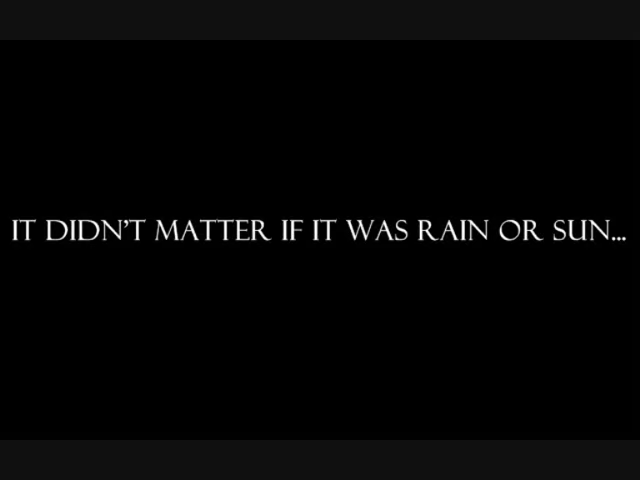 IT DIDN'T MATTER IF IT WAS RAIN OR SUN...